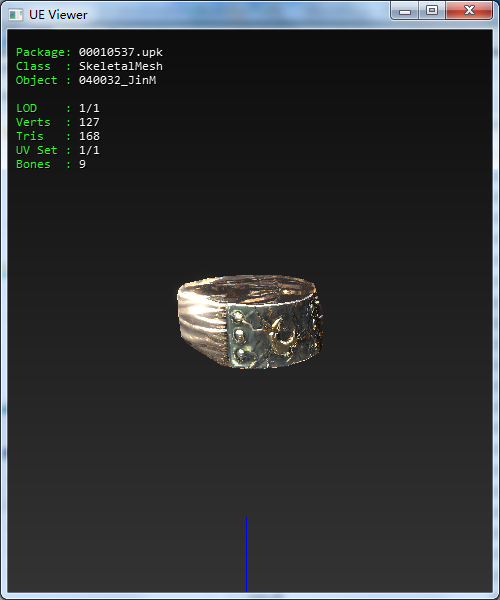 UE Viewer
Package: 00010537.upk
Class : SkeletalMesh
Object : 040032_JinM
LOD : 1/1
Verts : 127
Tris : 168
UV Set : 1/1
Bones : 9